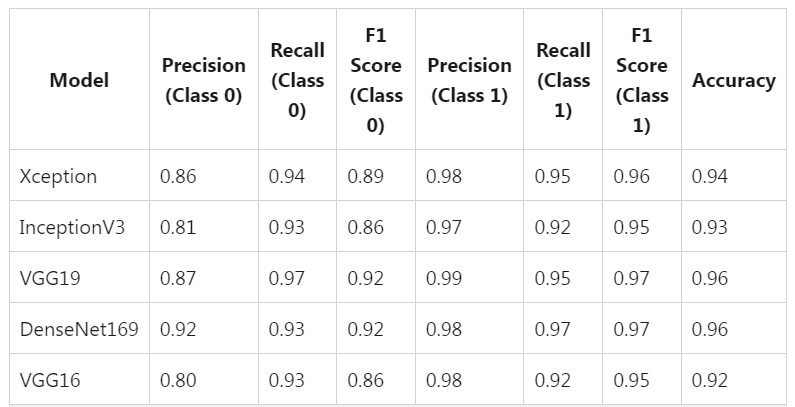 Model Precision (Class 0) Recall (Class 0) F1 Score (Class 0) Precision (Class 1) Recall (Class 1) F1 Score (Class 1) Accuracy
Xception 0.86 0.94 0.89 0.98 0.95 0.96 0.94
InceptionV3 0.81 0.93 0.86 0.97 0.92 0.95 0.93
VGG19 0.87 0.97 0.92 0.99 0.95 0.97 0.96
DenseNet169 0.92 0.93 0.92 0.98 0.97 0.97 0.96
VGG16 0.80 0.93 0.86 0.98 0.92 0.95 0.92